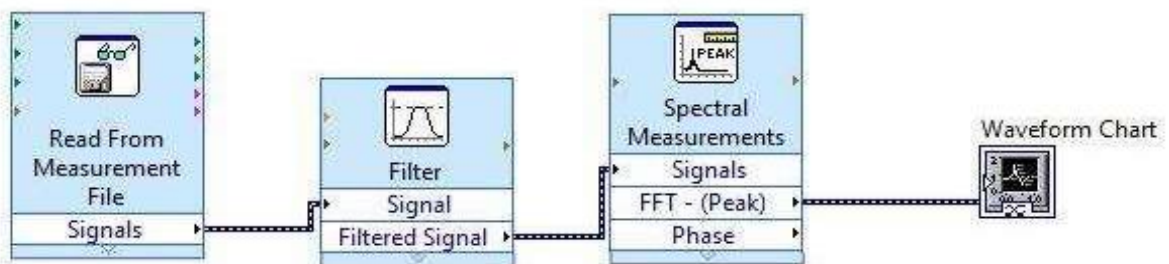 Read From
Measurement
File
Signals
Filter
Signal
Filtered Signal
PEAK
Spectral
Measurements
Signals
FFT - (Peak)
Phase
Waveform Chart